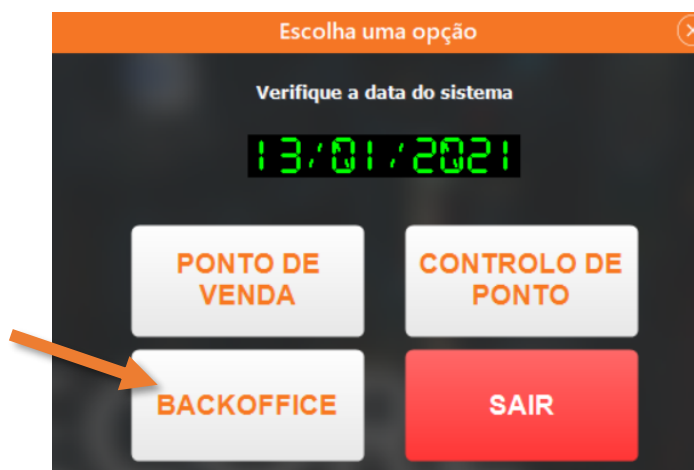 Escolha uma opção
Verifique a data do sistema
13/01/2021
PONTO DE
VENDA
CONTROLO DE
PONTO
BACKOFFICE
SAIR